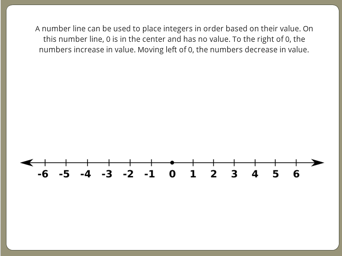 A number line can be used to place integers in order based on their value. On
this number line, 0 is in the center and has no value. To the right of 0, the
numbers increase in value. Moving left of 0, the numbers decrease in value.
-6 -5 -4 -3 -2 -1 0 1 2 3 4 5 6